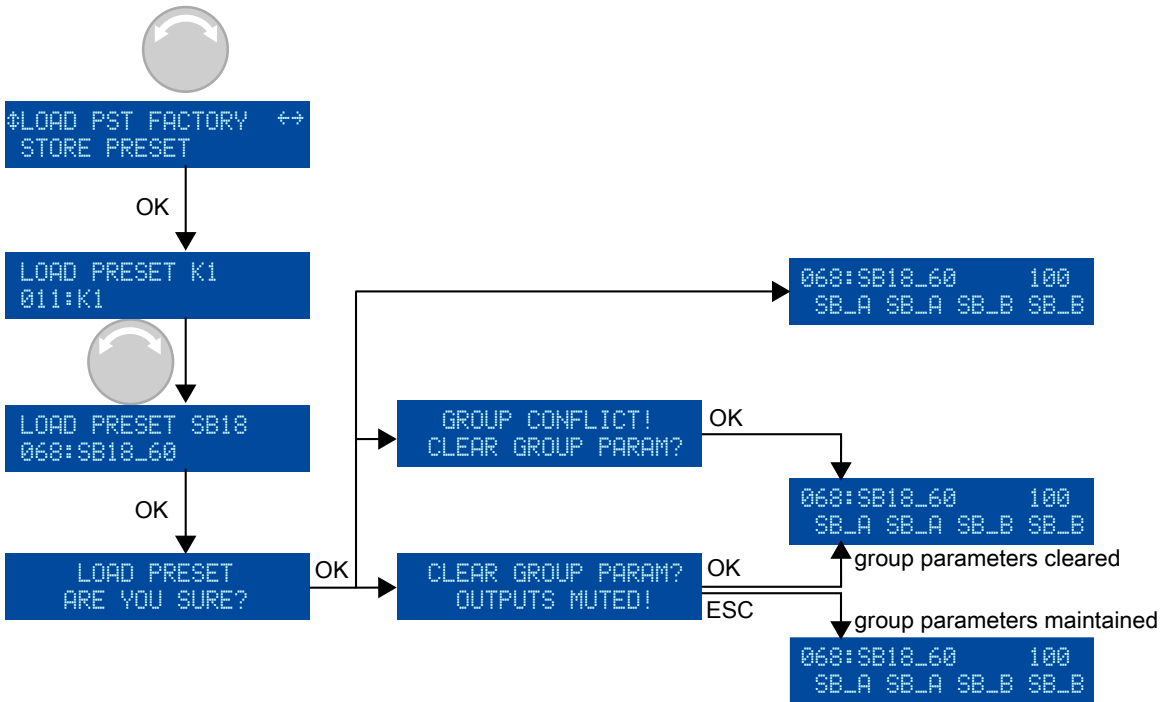 ⇕LOAD PST FACTORY ↔
STORE PRESET
OK
LOAD PRESET K1
011:K1
LOAD PRESET SB18
068:SB18_60
OK
LOAD PRESET
ARE YOU SURE?
OK
068:SB18_60 100
SB_A SB_A SB_B SB_B
GROUP CONFLICT!
CLEAR GROUP PARAM?
OK
068:SB18_60 100
SB_A SB_A SB_B SB_B
group parameters cleared
CLEAR GROUP PARAM?
OUTPUTS MUTED!
OK
ESC
group parameters maintained
068:SB18_60 100
SB_A SB_A SB_B SB_B